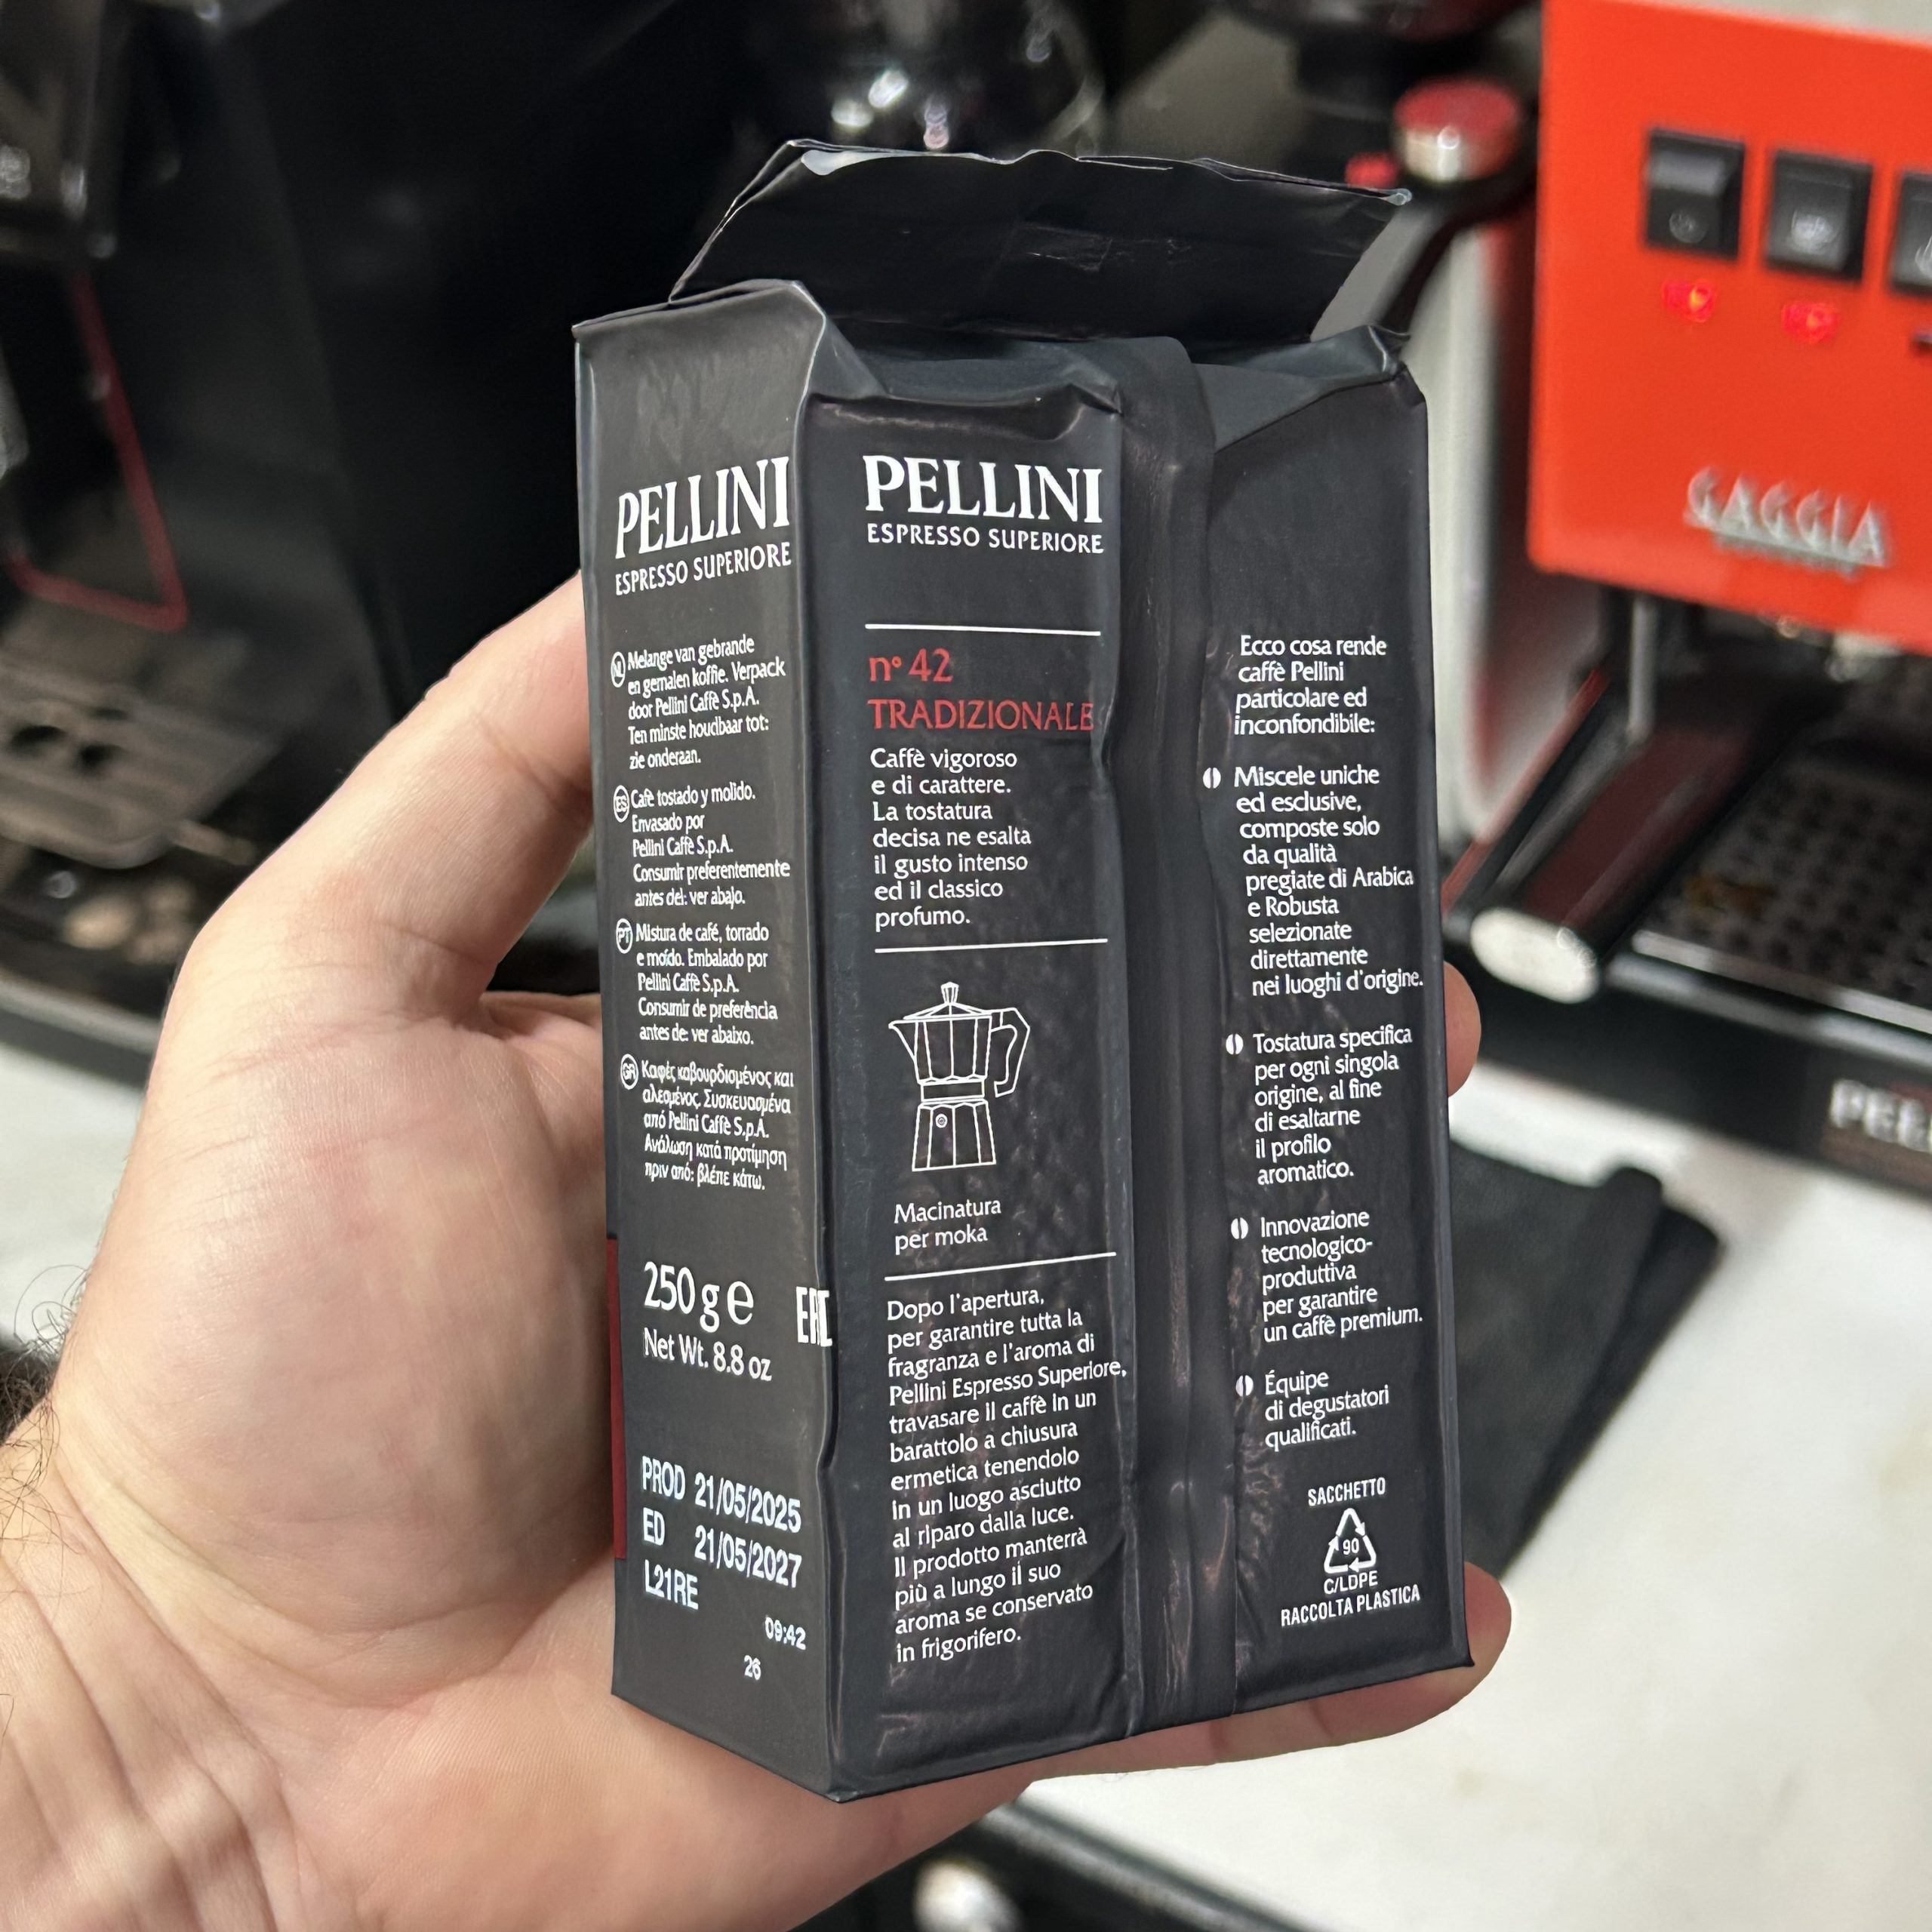 PELLINI
ESPRESSO SUPERIORE
NL Melange van gebrande
en gemalen koffie. Verpack
door Pellini Caffè S.p.A.
Ten minste houdbaar tot:
zie onderaan.
ES Cafè tostado y molido.
Envasado por
Pellini Caffè S.p.A.
Consumir preferentemente
antes del: ver abajo.
PT Mistura de café, torrado
e moído. Embalado por
Pellini Caffè S.p.A.
Consumir de preferência
antes de: ver abaixo.
GR Καφές καβουρδισμένος και
αλεσμένος. Συσκευασμένα
από Pellini Caffè S.p.A.
Ανάλωση κατά προτίμηση
πριν από: βλέπε κάτω.
250 g e
Net Wt. 8.8 oz
EAC
PROD 21/05/2025
ED 21/05/2027
L21RE
09:42
26
PELLINI
ESPRESSO SUPERIORE
n° 42
TRADIZIONALE
Caffè vigoroso
e di carattere.
La tostatura
decisa ne esalta
il gusto intenso
ed il classico
profumo.
Macinatura
per moka
Dopo l'apertura,
per garantire tutta la
fragranza e l'aroma di
Pellini Espresso Superiore,
travasare il caffè in un
barattolo a chiusura
ermetica tenendolo
in un luogo asciutto
al riparo dalla luce.
Il prodotto manterrà
più a lungo il suo
aroma se conservato
in frigorifero.
Ecco cosa rende
caffè Pellini
particolare ed
inconfondibile:
Miscele uniche
ed esclusive,
composte solo
da qualità
pregiate di Arabica
e Robusta
selezionate
direttamente
nei luoghi d'origine.
Tostatura specifica
per ogni singola
origine, al fine
di esaltarne
il profilo
aromatico.
Innovazione
tecnologico-
produttiva
per garantire
un caffè premium.
Équipe
di degustatori
qualificati.
SACCHETTO
90
C/LDPE
RACCOLTA PLASTICA
GAGGIA